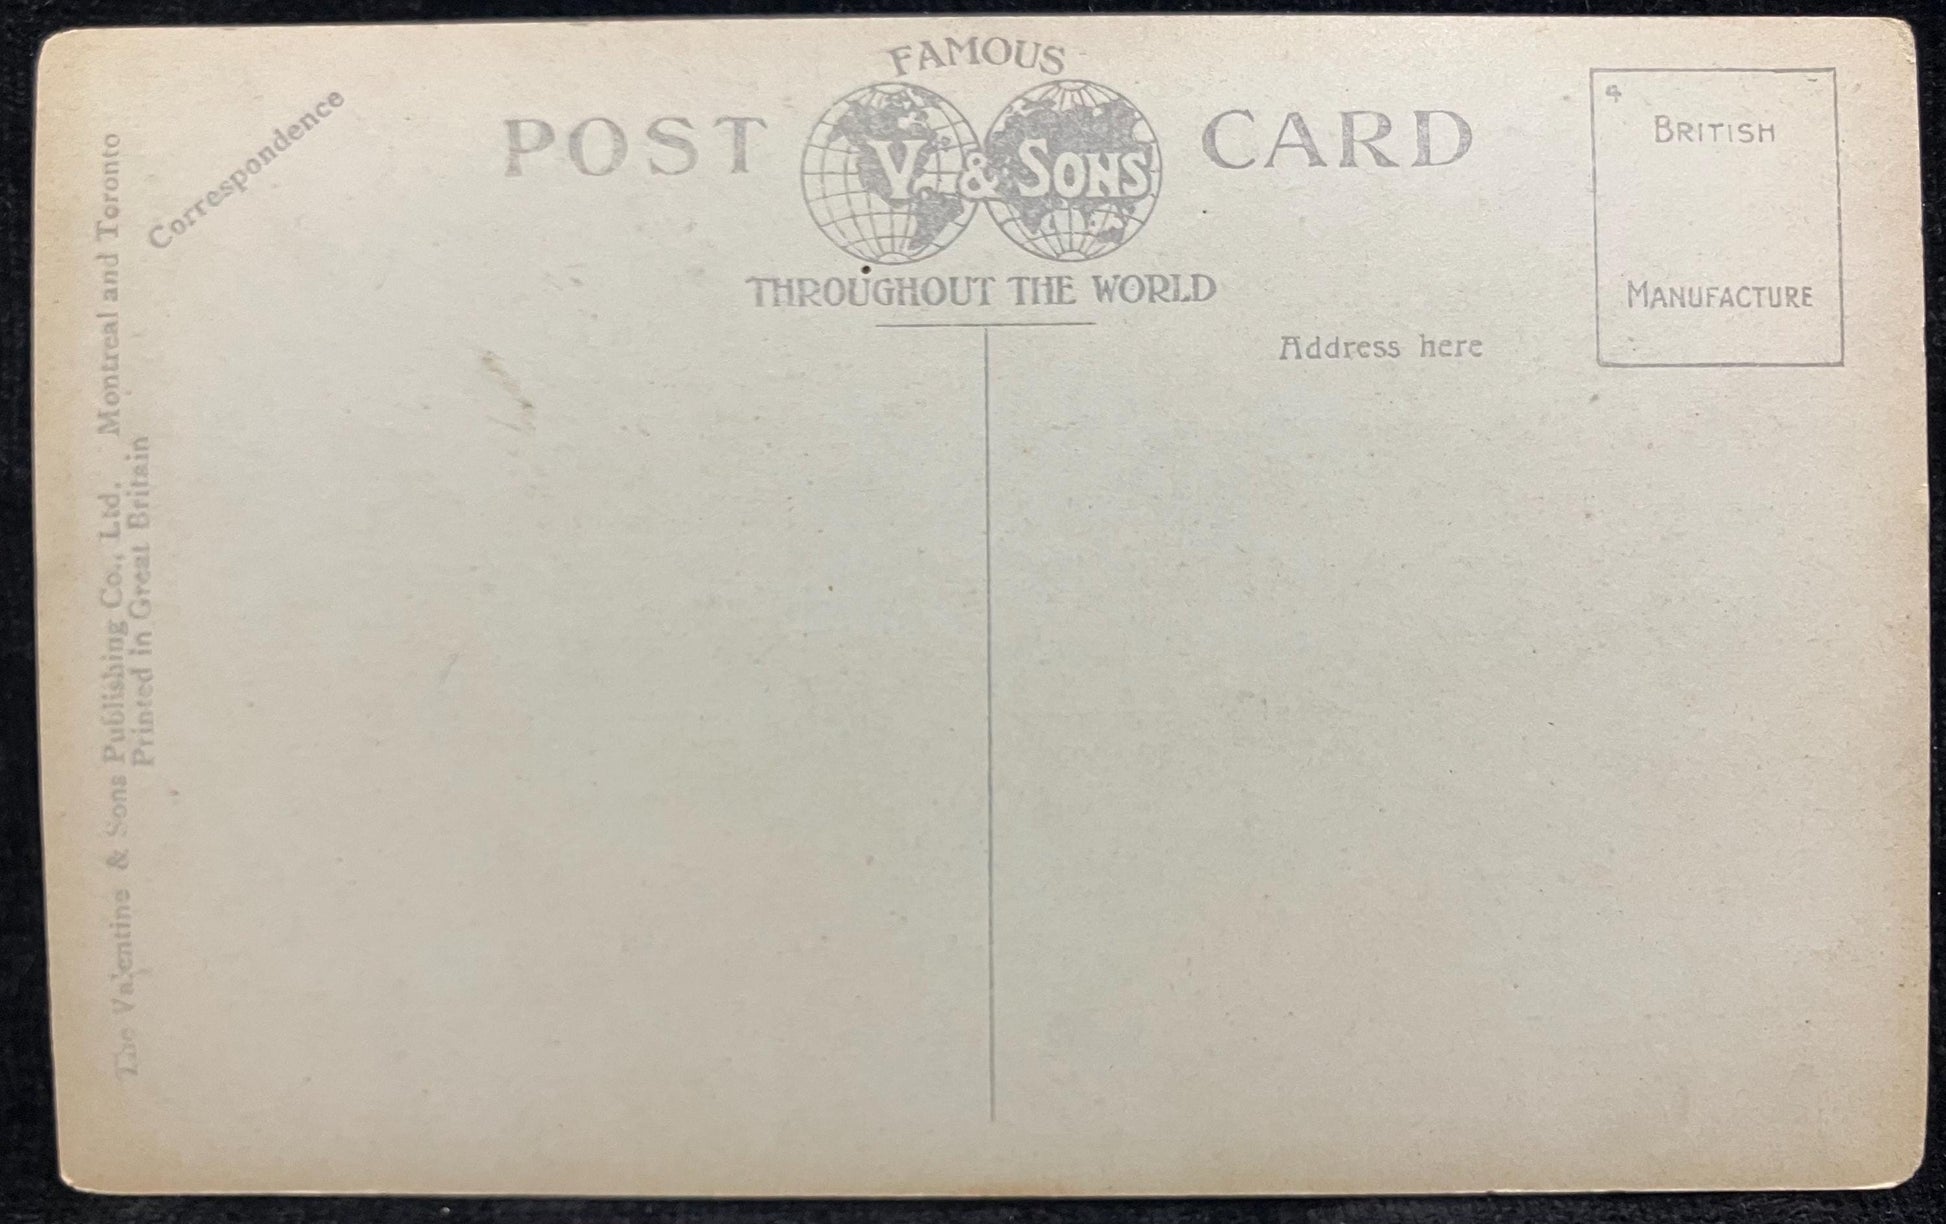 FAMOUS
POST CARD
V & SONS
THROUGHOUT THE WORLD
Correspondence
Address here
4
BRITISH
MANUFACTURE
The Valentine & Sons Publishing Co., Ltd. Montreal and Toronto
Printed in Great Britain